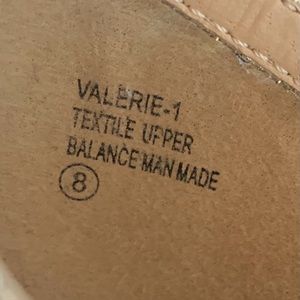 VALERIE-1
TEXTILE UPPER
BALANCE MAN MADE
8